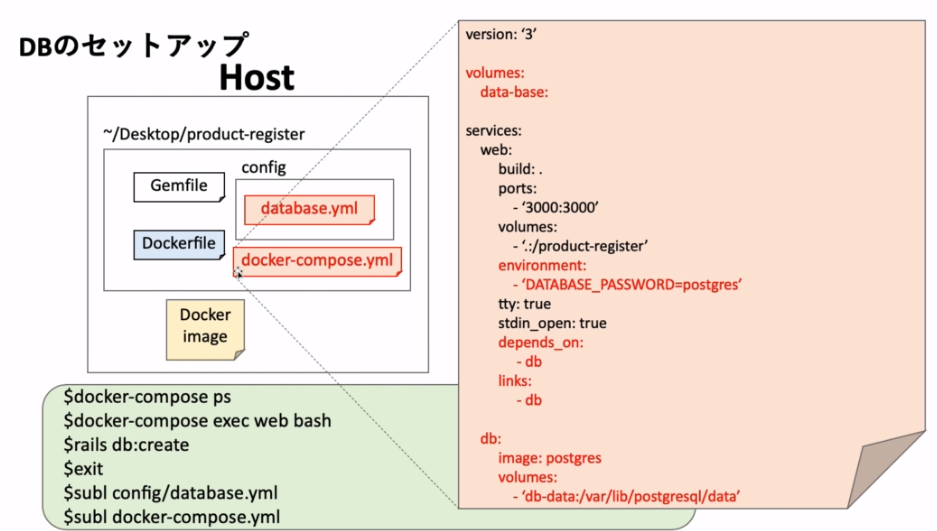 DBのセットアップ
Host
~/Desktop/product-register
config
Gemfile
database.yml
Dockerfile
docker-compose.yml
Docker
image
$docker-compose ps
$docker-compose exec web bash
$rails db:create
$exit
$subl config/database.yml
$subl docker-compose.yml
version: ‘3’
volumes:
data-base:
services:
web:
build: .
ports:
- ‘3000:3000’
volumes:
- ‘.:/product-register’
environment:
- ‘DATABASE_PASSWORD=postgres’
tty: true
stdin_open: true
depends_on:
- db
links:
- db
db:
image: postgres
volumes:
- ‘db-data:/var/lib/postgresql/data’